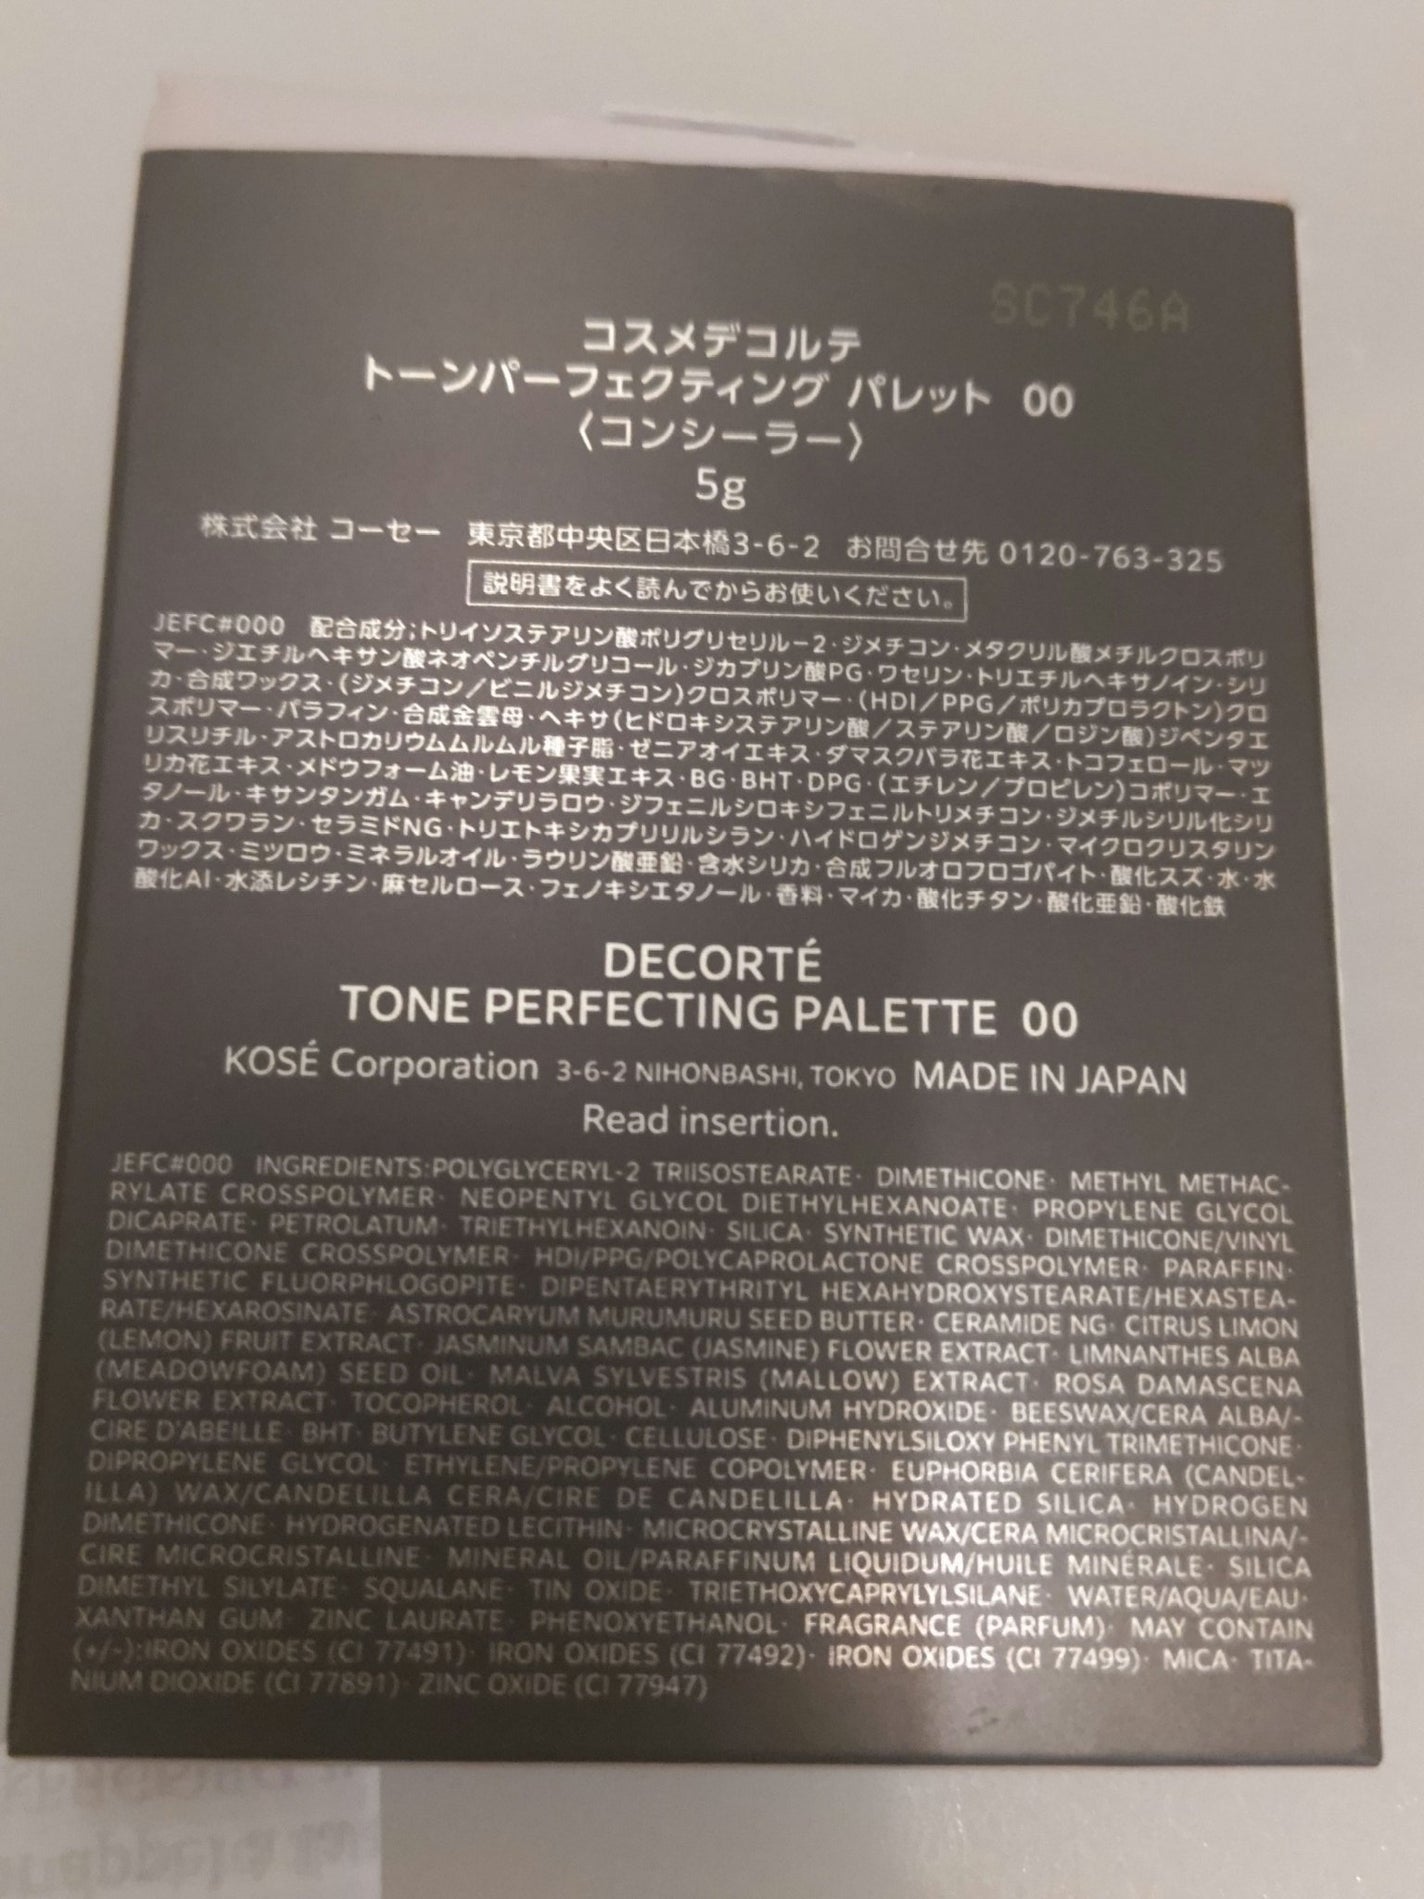 SC746A
コスメデコルテ
トーンパーフェクティング パレット 00
〈コンシーラー〉
5g
株式会社 コーセー 東京都中央区日本橋3-6-2 お問合せ先 0120-763-325
説明書をよく読んでからお使いください。
JEFC#000 配合成分；トリイソステアリン酸ポリグリセリル－2・ジメチコン・メタクリル酸メチルクロスポリ
マー・ジエチルヘキサン酸ネオペンチルグリコール・ジカプリン酸PG・ワセリン・トリエチルヘキサノイン・シリ
カ・合成ワックス・（ジメチコン／ビニルジメチコン）クロスポリマー・（HDI／PPG／ポリカプロラクトン）クロ
スポリマー・パラフィン・合成金雲母・ヘキサ（ヒドロキシステアリン酸／ステアリン酸／ロジン酸）ジペンタエ
リスリチル・アストロカリウムムルムル種子脂・ゼニアオイエキス・ダマスクバラ花エキス・トコフェロール・マツ
リカ花エキス・メドウフォーム油・レモン果実エキス・BG・BHT・DPG・（エチレン／プロピレン）コポリマー・エ
タノール・キサンタンガム・キャンデリラロウ・ジフェニルシロキシフェニルトリメチコン・ジメチルシリル化シリ
カ・スクワラン・セラミドNG・トリエトキシカプリリルシラン・ハイドロゲンジメチコン・マイクロクリスタリン
ワックス・ミツロウ・ミネラルオイル・ラウリン酸亜鉛・含水シリカ・合成フルオロフロゴパイト・酸化スズ・水・水
酸化Al・水添レシチン・麻セルロース・フェノキシエタノール・香料・マイカ・酸化チタン・酸化亜鉛・酸化鉄
DECORTÉ
TONE PERFECTING PALETTE 00
KOSÉ Corporation 3-6-2 NIHONBASHI, TOKYO MADE IN JAPAN
Read insertion.
JEFC#000 INGREDIENTS:POLYGLYCERYL-2 TRIISOSTEARATE· DIMETHICONE· METHYL METHAC-
RYLATE CROSSPOLYMER· NEOPENTYL GLYCOL DIETHYLHEXANOATE· PROPYLENE GLYCOL
DICAPRATE· PETROLATUM· TRIETHYLHEXANOIN· SILICA· SYNTHETIC WAX· DIMETHICONE/VINYL
DIMETHICONE CROSSPOLYMER· HDI/PPG/POLYCAPROLACTONE CROSSPOLYMER· PARAFFIN·
SYNTHETIC FLUORPHLOGOPITE· DIPENTAERYTHRITYL HEXAHYDROXYSTEARATE/HEXASTEA-
RATE/HEXAROSINATE· ASTROCARYUM MURUMURU SEED BUTTER· CERAMIDE NG· CITRUS LIMON
(LEMON) FRUIT EXTRACT· JASMINUM SAMBAC (JASMINE) FLOWER EXTRACT· LIMNANTHES ALBA
(MEADOWFOAM) SEED OIL· MALVA SYLVESTRIS (MALLOW) EXTRACT· ROSA DAMASCENA
FLOWER EXTRACT· TOCOPHEROL· ALCOHOL· ALUMINUM HYDROXIDE· BEESWAX/CERA ALBA/-
CIRE D'ABEILLE· BHT· BUTYLENE GLYCOL· CELLULOSE· DIPHENYLSILOXY PHENYL TRIMETHICONE·
DIPROPYLENE GLYCOL· ETHYLENE/PROPYLENE COPOLYMER· EUPHORBIA CERIFERA (CANDEL-
ILLA) WAX/CANDELILLA CERA/CIRE DE CANDELILLA· HYDRATED SILICA· HYDROGEN
DIMETHICONE· HYDROGENATED LECITHIN· MICROCRYSTALLINE WAX/CERA MICROCRISTALLINA/-
CIRE MICROCRISTALLINE· MINERAL OIL/PARAFFINUM LIQUIDUM/HUILE MINÉRALE· SILICA
DIMETHYL SILYLATE· SQUALANE· TIN OXIDE· TRIETHOXYCAPRYLYLSILANE· WATER/AQUA/EAU·
XANTHAN GUM· ZINC LAURATE· PHENOXYETHANOL· FRAGRANCE (PARFUM)· MAY CONTAIN
(+/-):IRON OXIDES (CI 77491)· IRON OXIDES (CI 77492)· IRON OXIDES (CI 77499)· MICA· TITA-
NIUM DIOXIDE (CI 77891)· ZINC OXIDE (CI 77947)